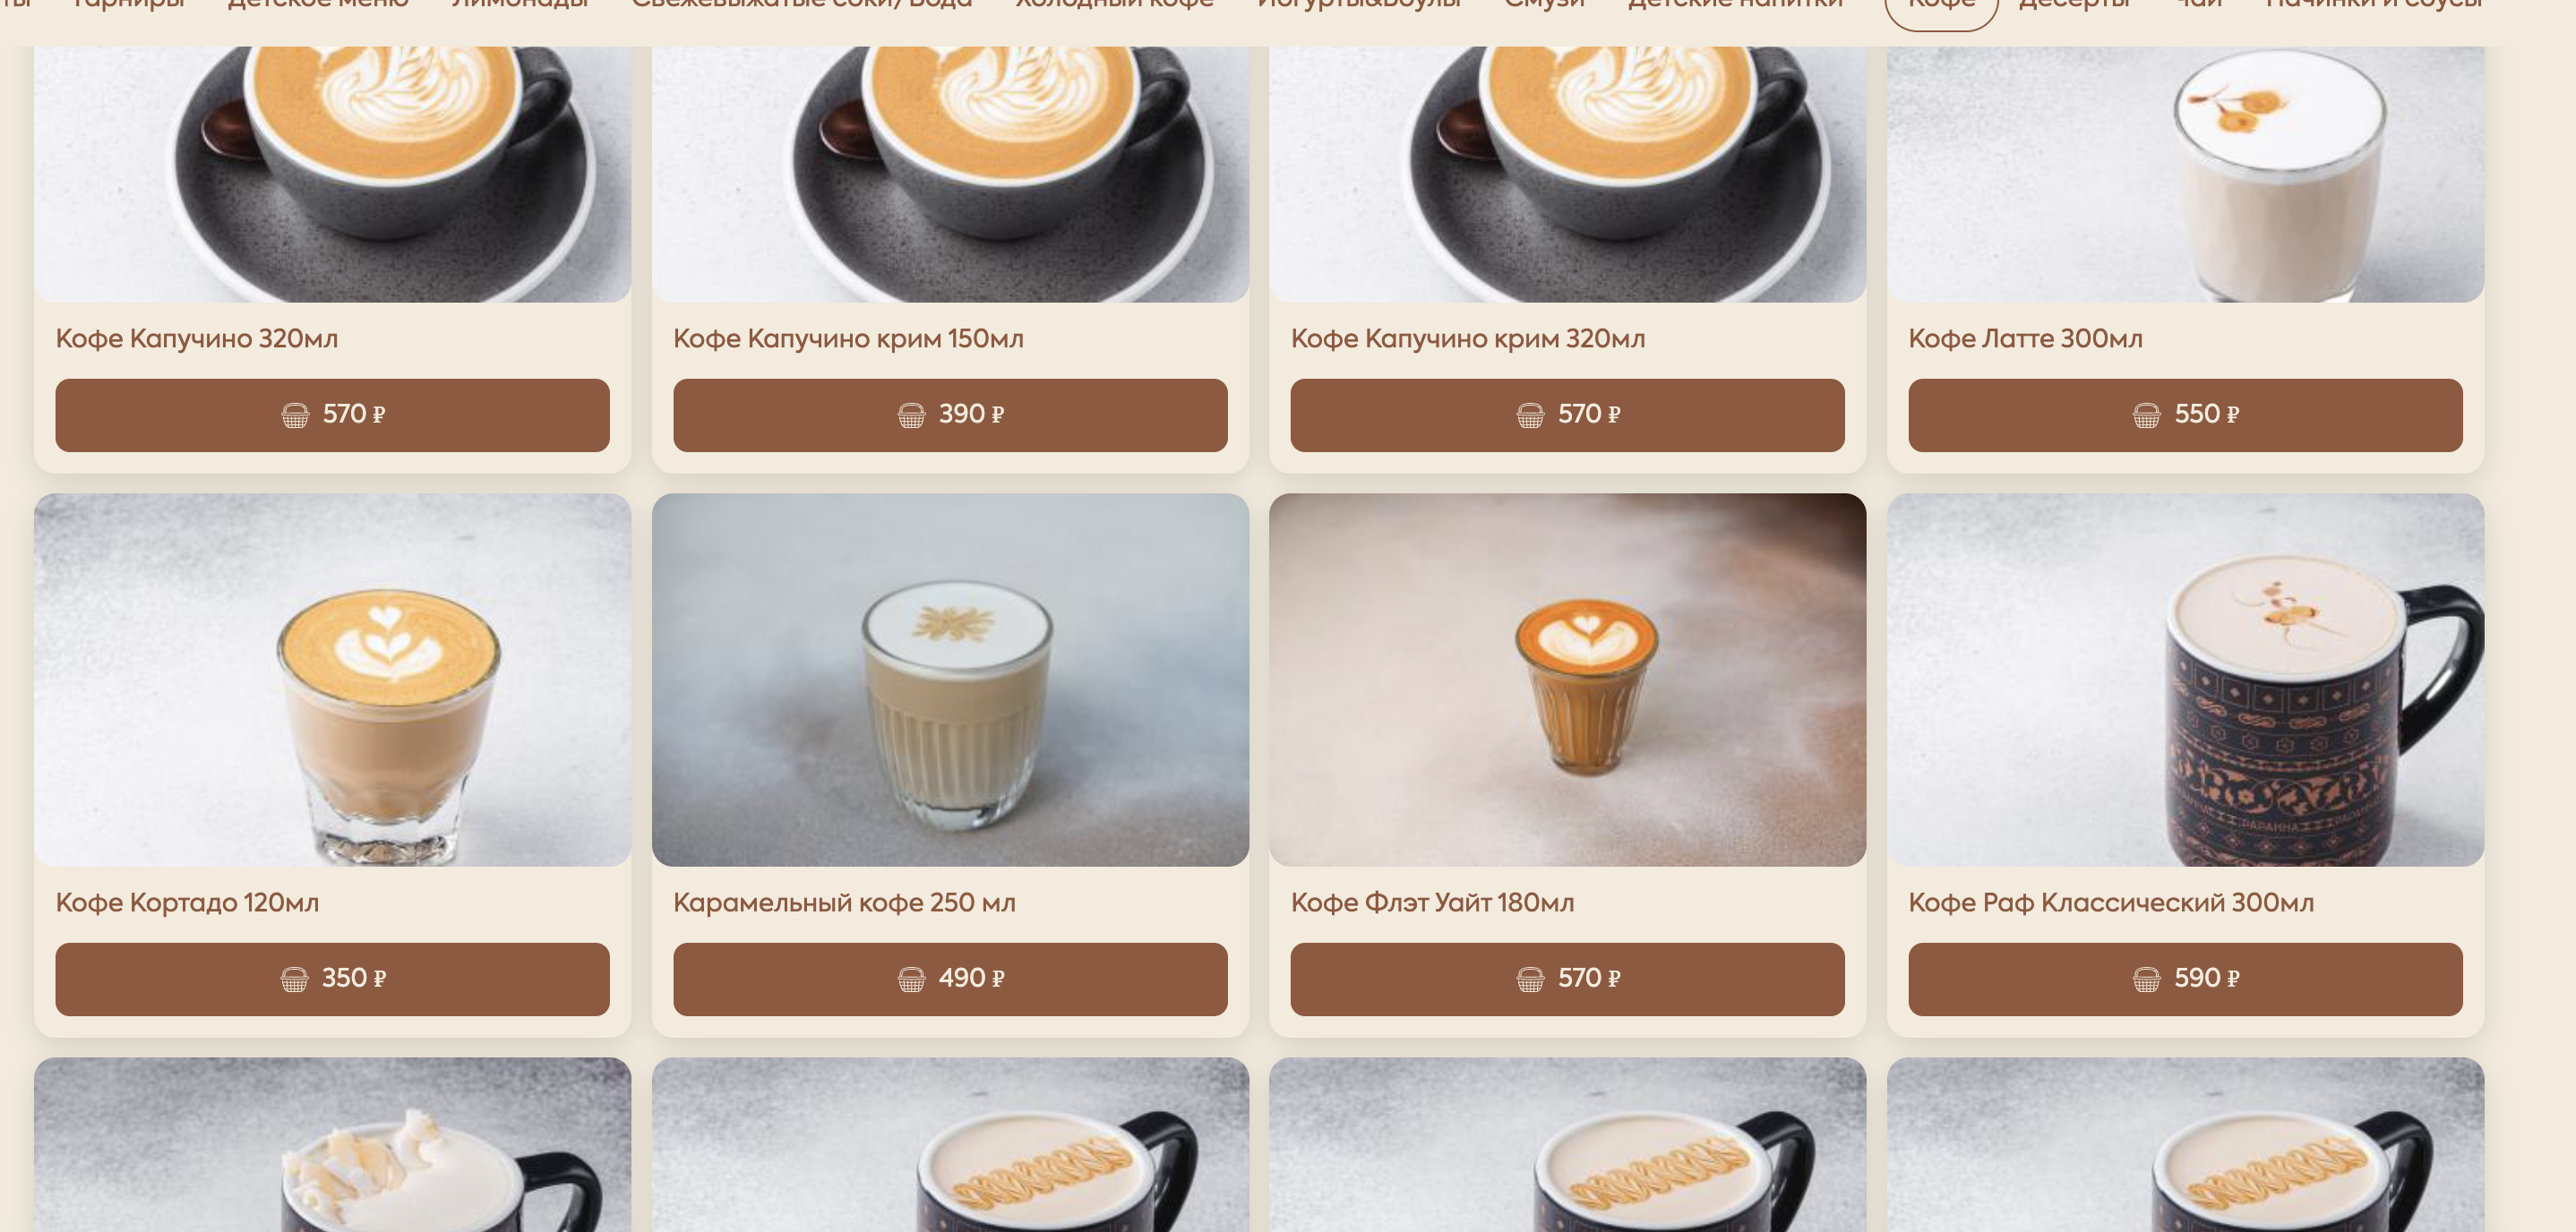 Гарниры Детское меню Лимонады Свежевыжатые соки/Вода Холодный кофе Йогурты&Боулы Смузи Детские напитки Кофе Десерты Чай Начинки и соусы
Кофе Капучино 320мл
570 ₽
Кофе Капучино крим 150мл
390 ₽
Кофе Капучино крим 320мл
570 ₽
Кофе Латте 300мл
550 ₽
Кофе Кортадо 120мл
350 ₽
Карамельный кофе 250 мл
490 ₽
Кофе Флэт Уайт 180мл
570 ₽
Кофе Раф Классический 300мл
590 ₽